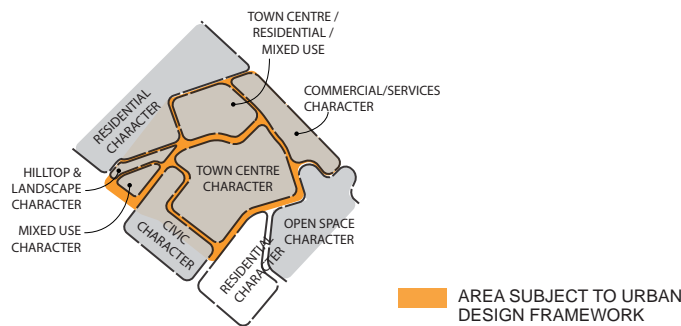 TOWN CENTRE /
RESIDENTIAL /
MIXED USE
COMMERCIAL/SERVICES
CHARACTER
RESIDENTIAL
CHARACTER
HILLTOP &
LANDSCAPE
CHARACTER
TOWN CENTRE
CHARACTER
MIXED USE
CHARACTER
CIVIC
CHARACTER
OPEN SPACE
CHARACTER
RESIDENTIAL
CHARACTER
AREA SUBJECT TO URBAN
DESIGN FRAMEWORK